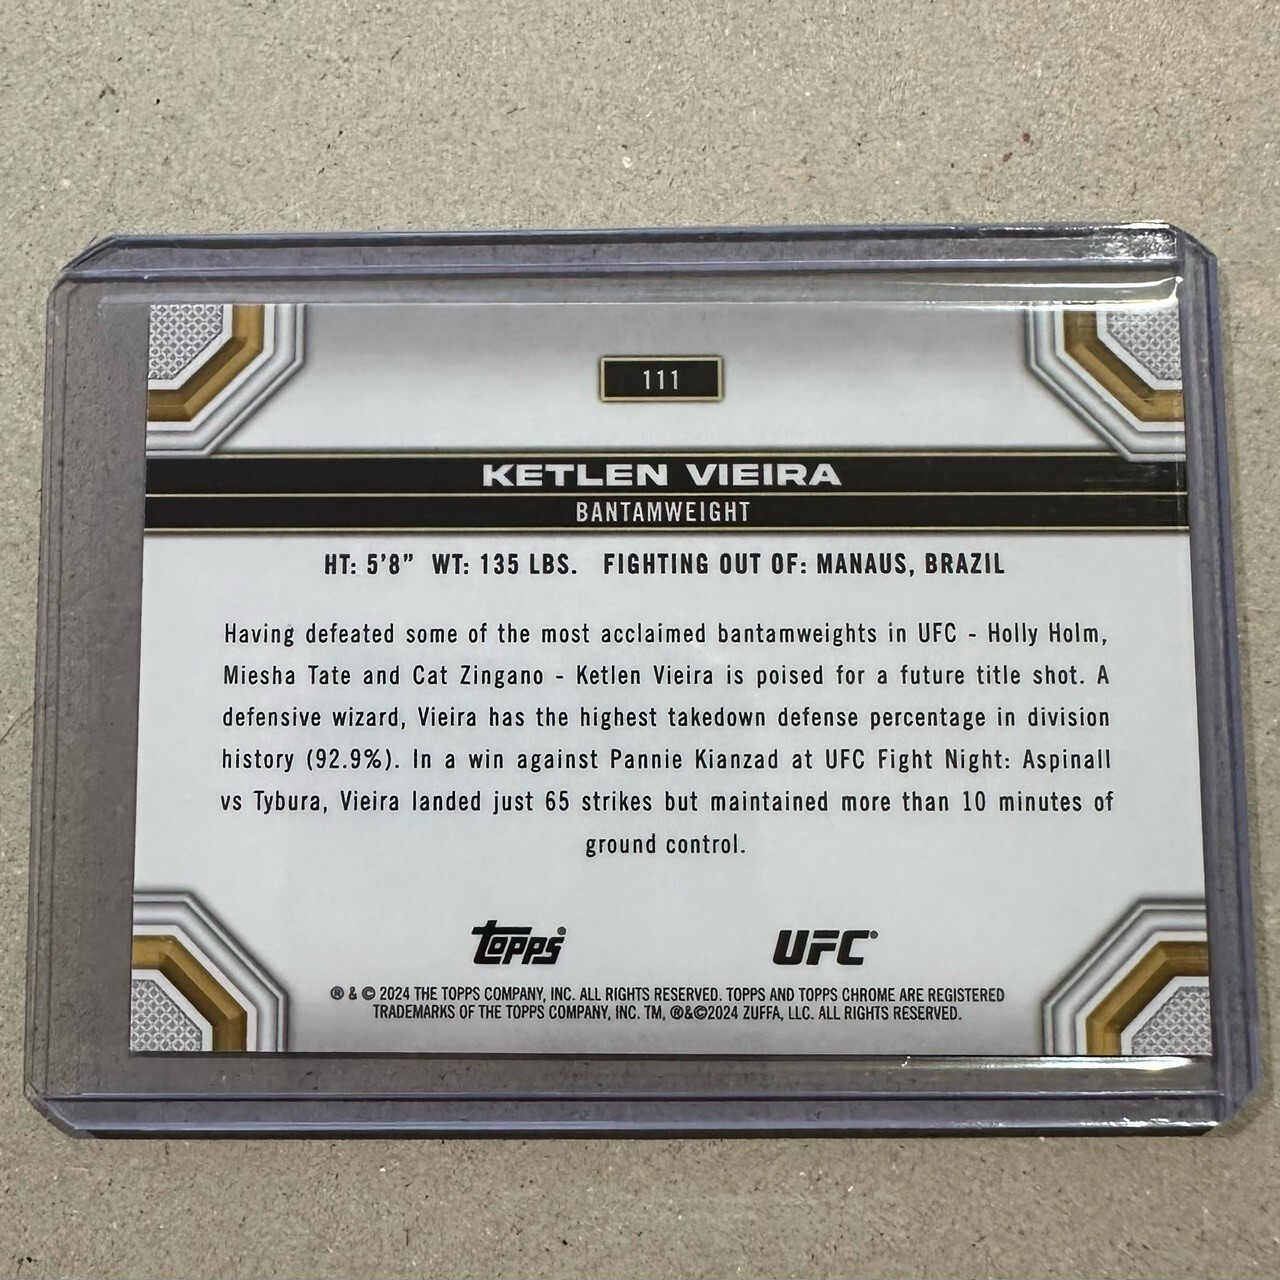 111
KETLEN VIEIRA
BANTAMWEIGHT
HT: 5'8” WT: 135 LBS. FIGHTING OUT OF: MANAUS, BRAZIL
Having defeated some of the most acclaimed bantamweights in UFC - Holly Holm,
Miesha Tate and Cat Zingano - Ketlen Vieira is poised for a future title shot. A
defensive wizard, Vieira has the highest takedown defense percentage in division
history (92.9%). In a win against Pannie Kianzad at UFC Fight Night: Aspinall
vs Tybura, Vieira landed just 65 strikes but maintained more than 10 minutes of
ground control.
Topps® UFC®
® & © 2024 THE TOPPS COMPANY, INC. ALL RIGHTS RESERVED. TOPPS AND TOPPS CHROME ARE REGISTERED
TRADEMARKS OF THE TOPPS COMPANY, INC. TM, ®&©2024 ZUFFA, LLC. ALL RIGHTS RESERVED.